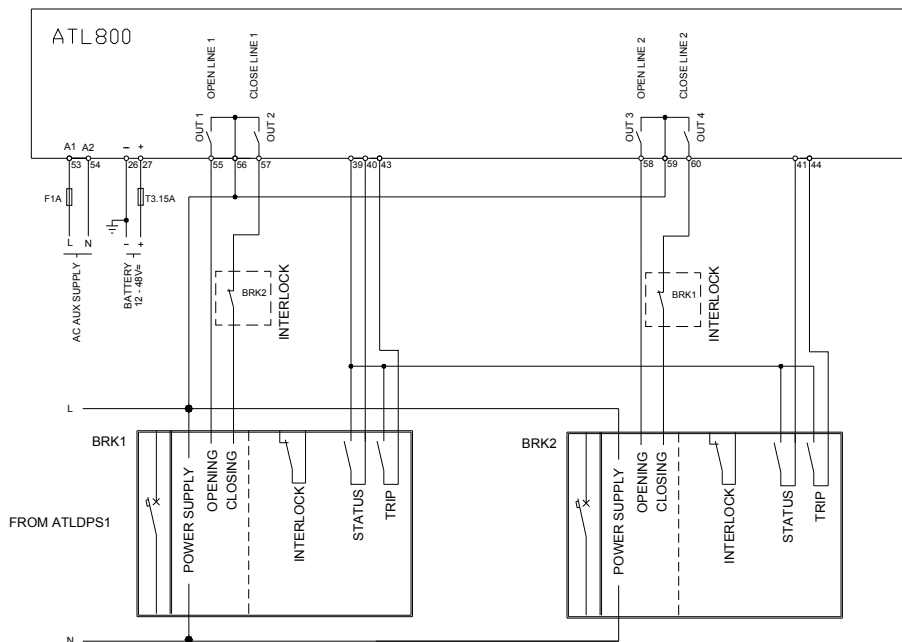 ATL800
OPEN LINE 1
CLOSE LINE 1
OPEN LINE 2
CLOSE LINE 2
OUT 1
OUT 2
OUT 3
OUT 4
A1 A2 – +
53 54 26 27 55 56 57 39 40 43 58 59 60 41 44
F1A
T3.15A
L N – +
AC AUX SUPPLY
BATTERY
12 - 48V=
BRK2
INTERLOCK
BRK1
INTERLOCK
L
BRK1
BRK2
FROM ATLDPS1
POWER SUPPLY
OPENING
CLOSING
INTERLOCK
STATUS
TRIP
POWER SUPPLY
OPENING
CLOSING
INTERLOCK
STATUS
TRIP
N